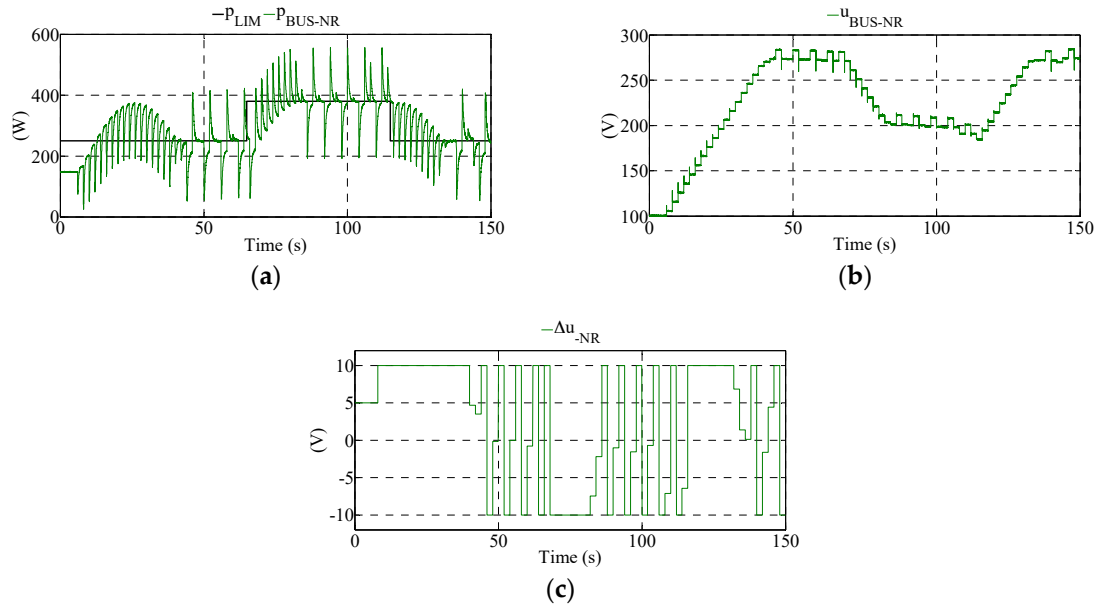 p_LIM p_BUS-NR
600
400
200
0
(W)
0 50 100 150
Time (s)
(a)
u_BUS-NR
300
250
200
150
100
(V)
0 50 100 150
Time (s)
(b)
Δu_-NR
10
5
0
-5
-10
(V)
0 50 100 150
Time (s)
(c)